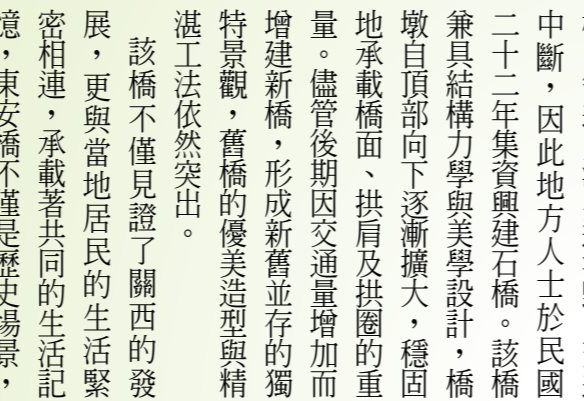 中斷，因此地方人士於民國
二十二年集資興建石橋。該橋
兼具結構力學與美學設計，橋
墩自頂部向下逐漸擴大，穩固
地承載橋面、拱肩及拱圈的重
量。儘管後期因交通量增加而
增建新橋，形成新舊並存的獨
特景觀，舊橋的優美造型與精
湛工法依然突出。
該橋不僅見證了關西的發
展，更與當地居民的生活緊
密相連，承載著共同的生活記
憶，東安橋不僅是歷史場景，